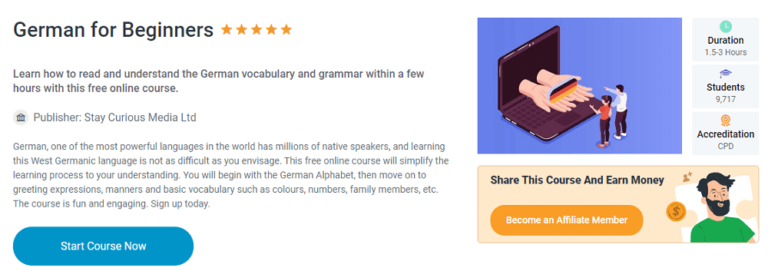 German for Beginners
Learn how to read and understand the German vocabulary and grammar within a few
hours with this free online course.
Publisher: Stay Curious Media Ltd
German, one of the most powerful languages in the world has millions of native speakers, and learning
this West Germanic language is not as difficult as you envisage. This free online course will simplify the
learning process to your understanding. You will begin with the German Alphabet, then move on to
greeting expressions, manners and basic vocabulary such as colours, numbers, family members, etc.
The course is fun and engaging. Sign up today.
Start Course Now
Duration
1.5-3 Hours
Students
9,717
Accreditation
CPD
Share This Course And Earn Money
Become an Affiliate Member
$